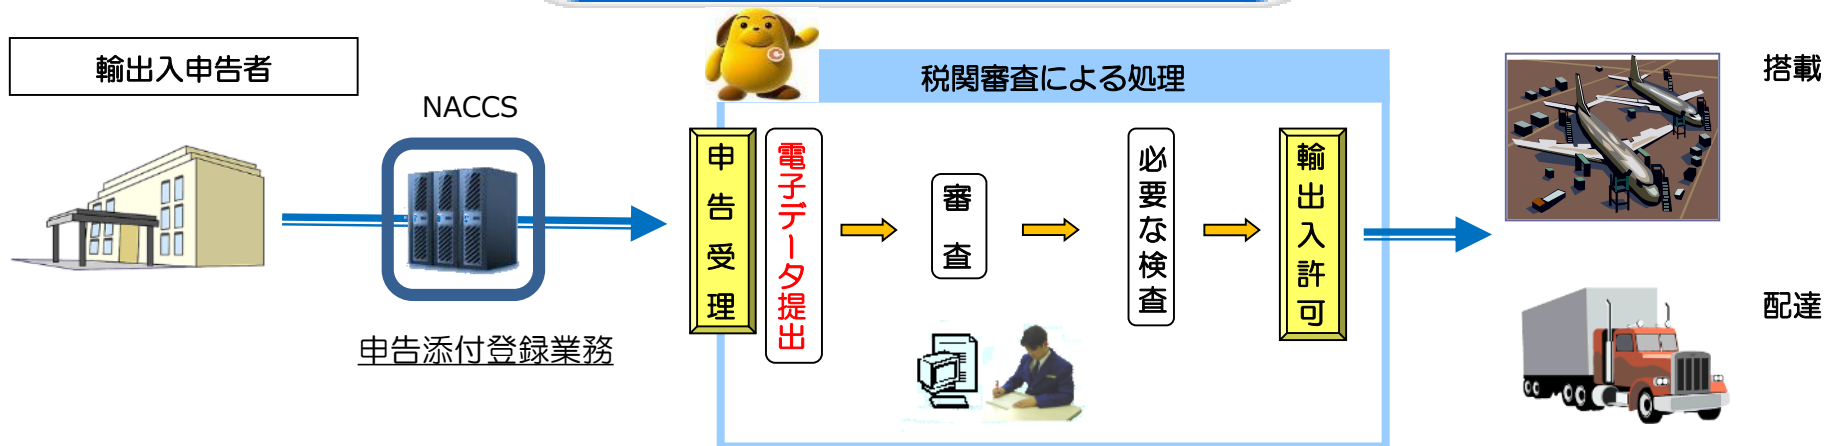 輸出入申告者
NACCS
申告添付登録業務
税関審査による処理
申告受理
電子データ提出
審査
必要な検査
輸出入許可
搭載
配達